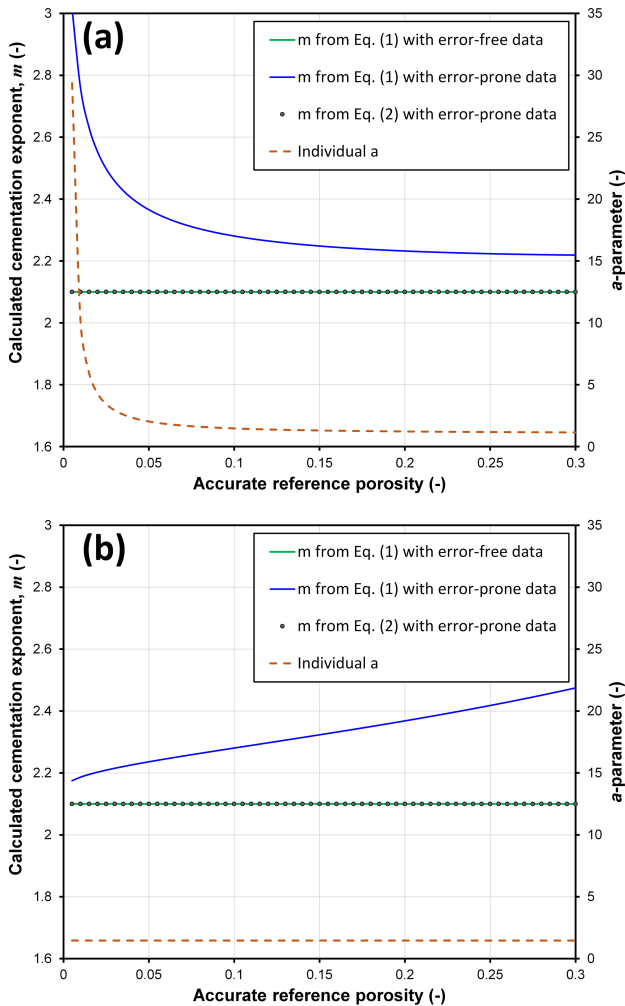 (a)
m from Eq. (1) with error-free data
m from Eq. (1) with error-prone data
m from Eq. (2) with error-prone data
Individual a
Calculated cementation exponent, m (-)
3
2.8
2.6
2.4
2.2
2
1.8
1.6
35
30
25
20
15
10
5
0
a-parameter (-)
0 0.05 0.1 0.15 0.2 0.25 0.3
Accurate reference porosity (-)
(b)
m from Eq. (1) with error-free data
m from Eq. (1) with error-prone data
m from Eq. (2) with error-prone data
Individual a
Calculated cementation exponent, m (-)
3
2.8
2.6
2.4
2.2
2
1.8
1.6
35
30
25
20
15
10
5
0
a-parameter (-)
0 0.05 0.1 0.15 0.2 0.25 0.3
Accurate reference porosity (-)